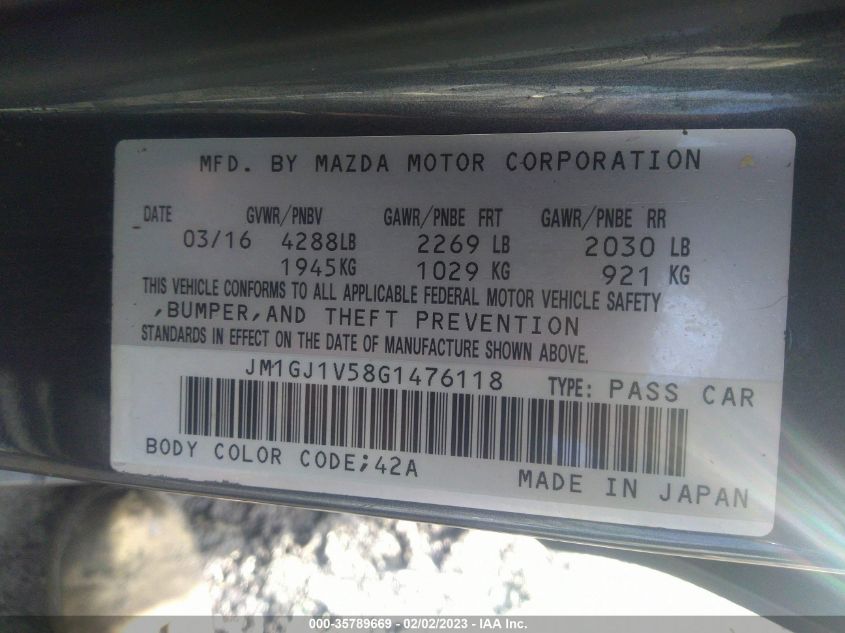 MFD. BY MAZDA MOTOR CORPORATION
DATE GVWR/PNBV GAWR/PNBE FRT GAWR/PNBE RR
03/16 4288LB 2269 LB 2030 LB
1945KG 1029 KG 921 KG
THIS VEHICLE CONFORMS TO ALL APPLICABLE FEDERAL MOTOR VEHICLE SAFETY
,BUMPER,AND THEFT PREVENTION
STANDARDS IN EFFECT ON THE DATE OF MANUFACTURE SHOWN ABOVE.
JM1GJ1V58G1476118 TYPE: PASS CAR
BODY COLOR CODE;42A
MADE IN JAPAN
000-35789669 - 02/02/2023 - IAA Inc.